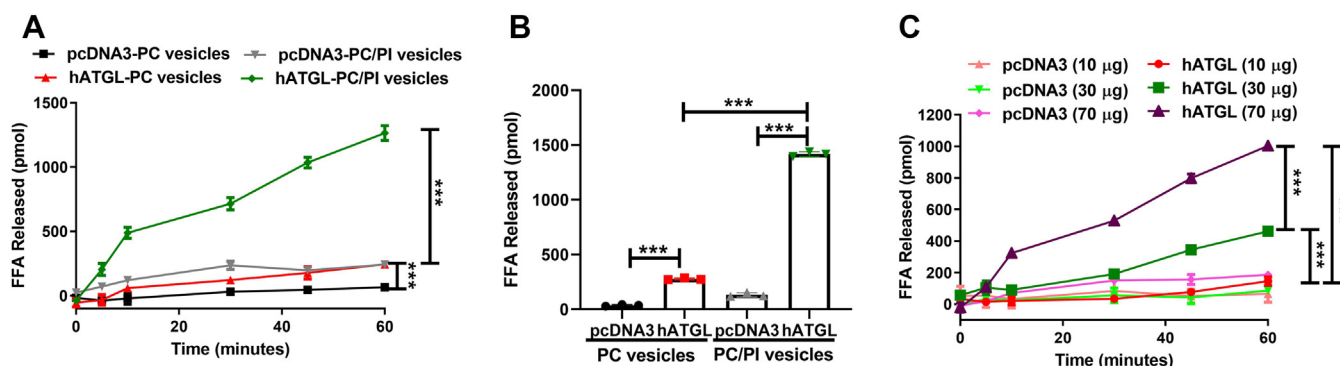 A
pcDNA3-PC vesicles
pcDNA3-PC/PI vesicles
hATGL-PC vesicles
hATGL-PC/PI vesicles
FFA Released (pmol)
1500
1000
500
0
0
20
40
60
Time (minutes)
***
***
B
FFA Released (pmol)
2000
1500
1000
500
0
***
***
***
pcDNA3 hATGL
pcDNA3 hATGL
PC vesicles
PC/PI vesicles
C
pcDNA3 (10 µg)
hATGL (10 µg)
pcDNA3 (30 µg)
hATGL (30 µg)
pcDNA3 (70 µg)
hATGL (70 µg)
FFA Released (pmol)
1200
1000
800
600
400
200
0
0
20
40
60
Time (minutes)
***
***